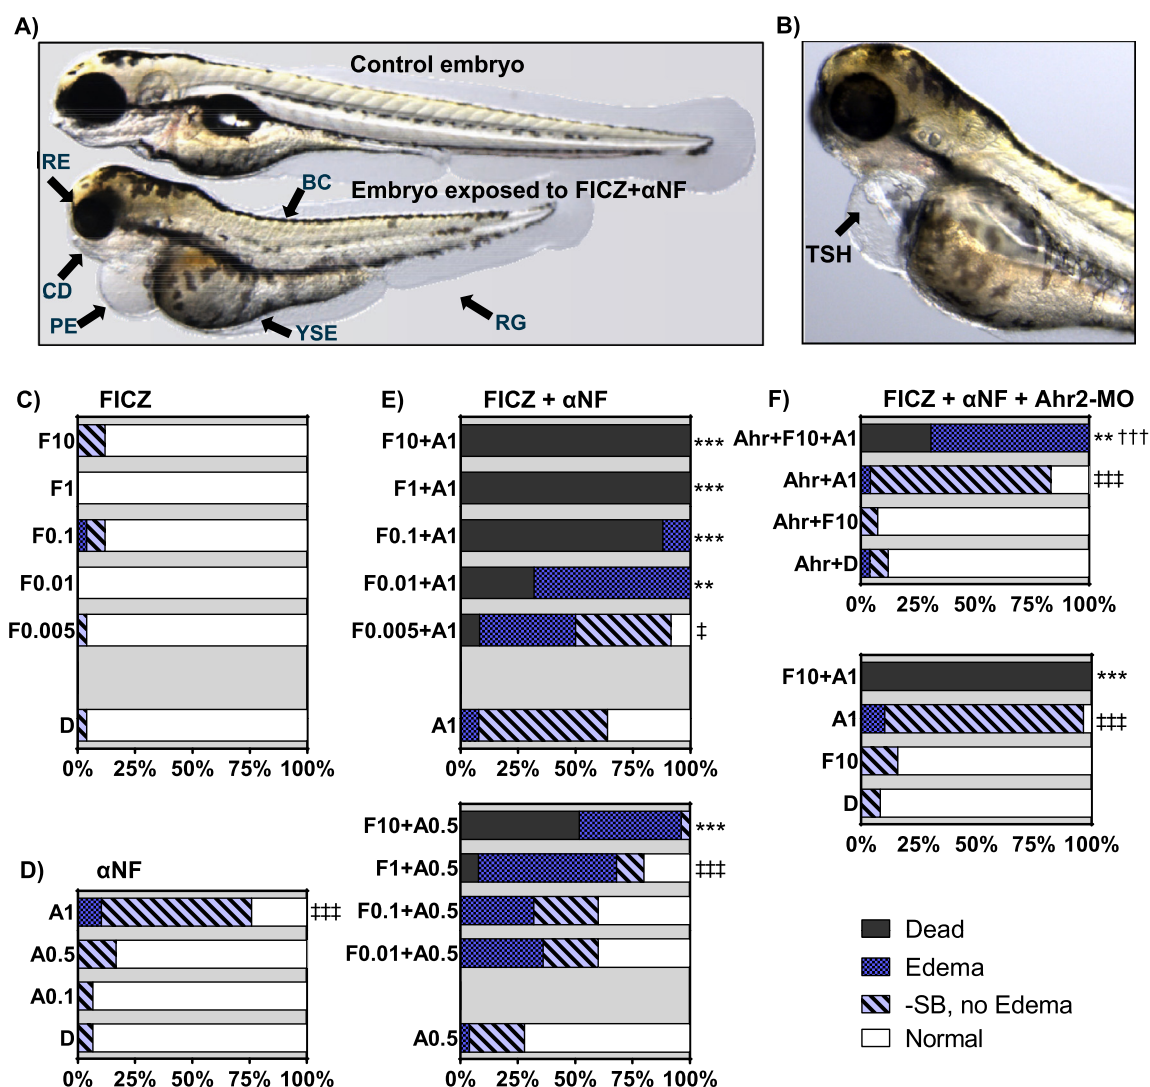 A)
Control embryo
RE
BC
Embryo exposed to FICZ+αNF
CD
PE
YSE
RG
B)
TSH
C)
FICZ
F10
F1
F0.1
F0.01
F0.005
D
0% 25% 50% 75% 100%
D)
αNF
A1 ‡‡‡
A0.5
A0.1
D
0% 25% 50% 75% 100%
E)
FICZ + αNF
F10+A1 ***
F1+A1 ***
F0.1+A1 ***
F0.01+A1 **
F0.005+A1 ‡
A1
0% 25% 50% 75% 100%
F10+A0.5 ***
F1+A0.5 ‡‡‡
F0.1+A0.5
F0.01+A0.5
A0.5
0% 25% 50% 75% 100%
F)
FICZ + αNF + Ahr2-MO
Ahr+F10+A1 ** †††
Ahr+A1 ‡‡‡
Ahr+F10
Ahr+D
0% 25% 50% 75% 100%
F10+A1 ***
A1 ‡‡‡
F10
D
0% 25% 50% 75% 100%
Dead
Edema
-SB, no Edema
Normal